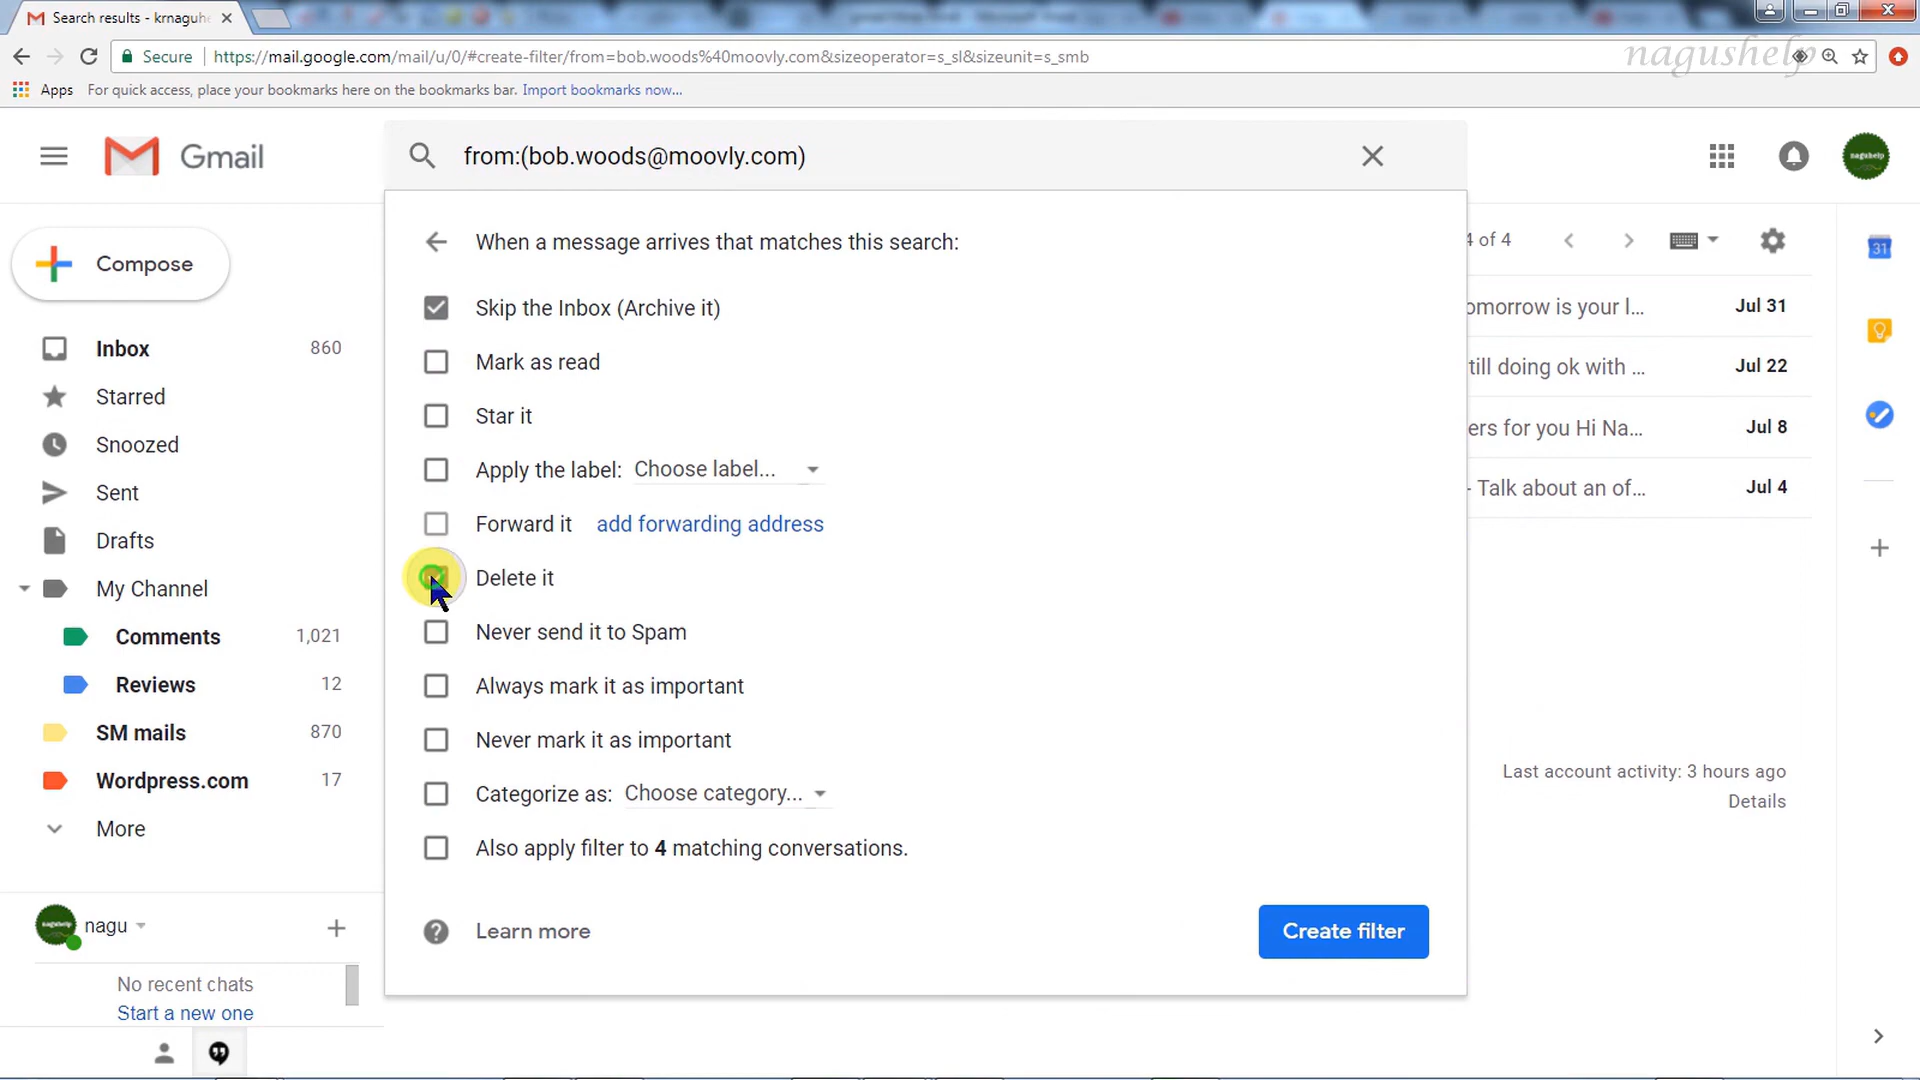 Search results - krnaguh
Secure
https://mail.google.com/mail/u/0/#create-filter/from=bob.woods%40moovly.com&sizeoperator=s_sl&sizeunit=s_smb
nagushelp
Apps
For quick access, place your bookmarks here on the bookmarks bar. Import bookmarks now...
Gmail
from:(bob.woods@moovly.com)
nagushelp
Compose
When a message arrives that matches this search:
4 of 4
31
Skip the Inbox (Archive it)
omorrow is your l... Jul 31
Inbox 860
Mark as read
till doing ok with ... Jul 22
Starred
Star it
ers for you Hi Na... Jul 8
Snoozed
Apply the label: Choose label...
- Talk about an of... Jul 4
Sent
Forward it add forwarding address
Drafts
Delete it
My Channel
Never send it to Spam
Comments 1,021
Always mark it as important
Reviews 12
Never mark it as important
SM mails 870
Categorize as: Choose category...
Last account activity: 3 hours ago
Wordpress.com 17
Details
More
Also apply filter to 4 matching conversations.
nagu
Learn more
Create filter
No recent chats
Start a new one